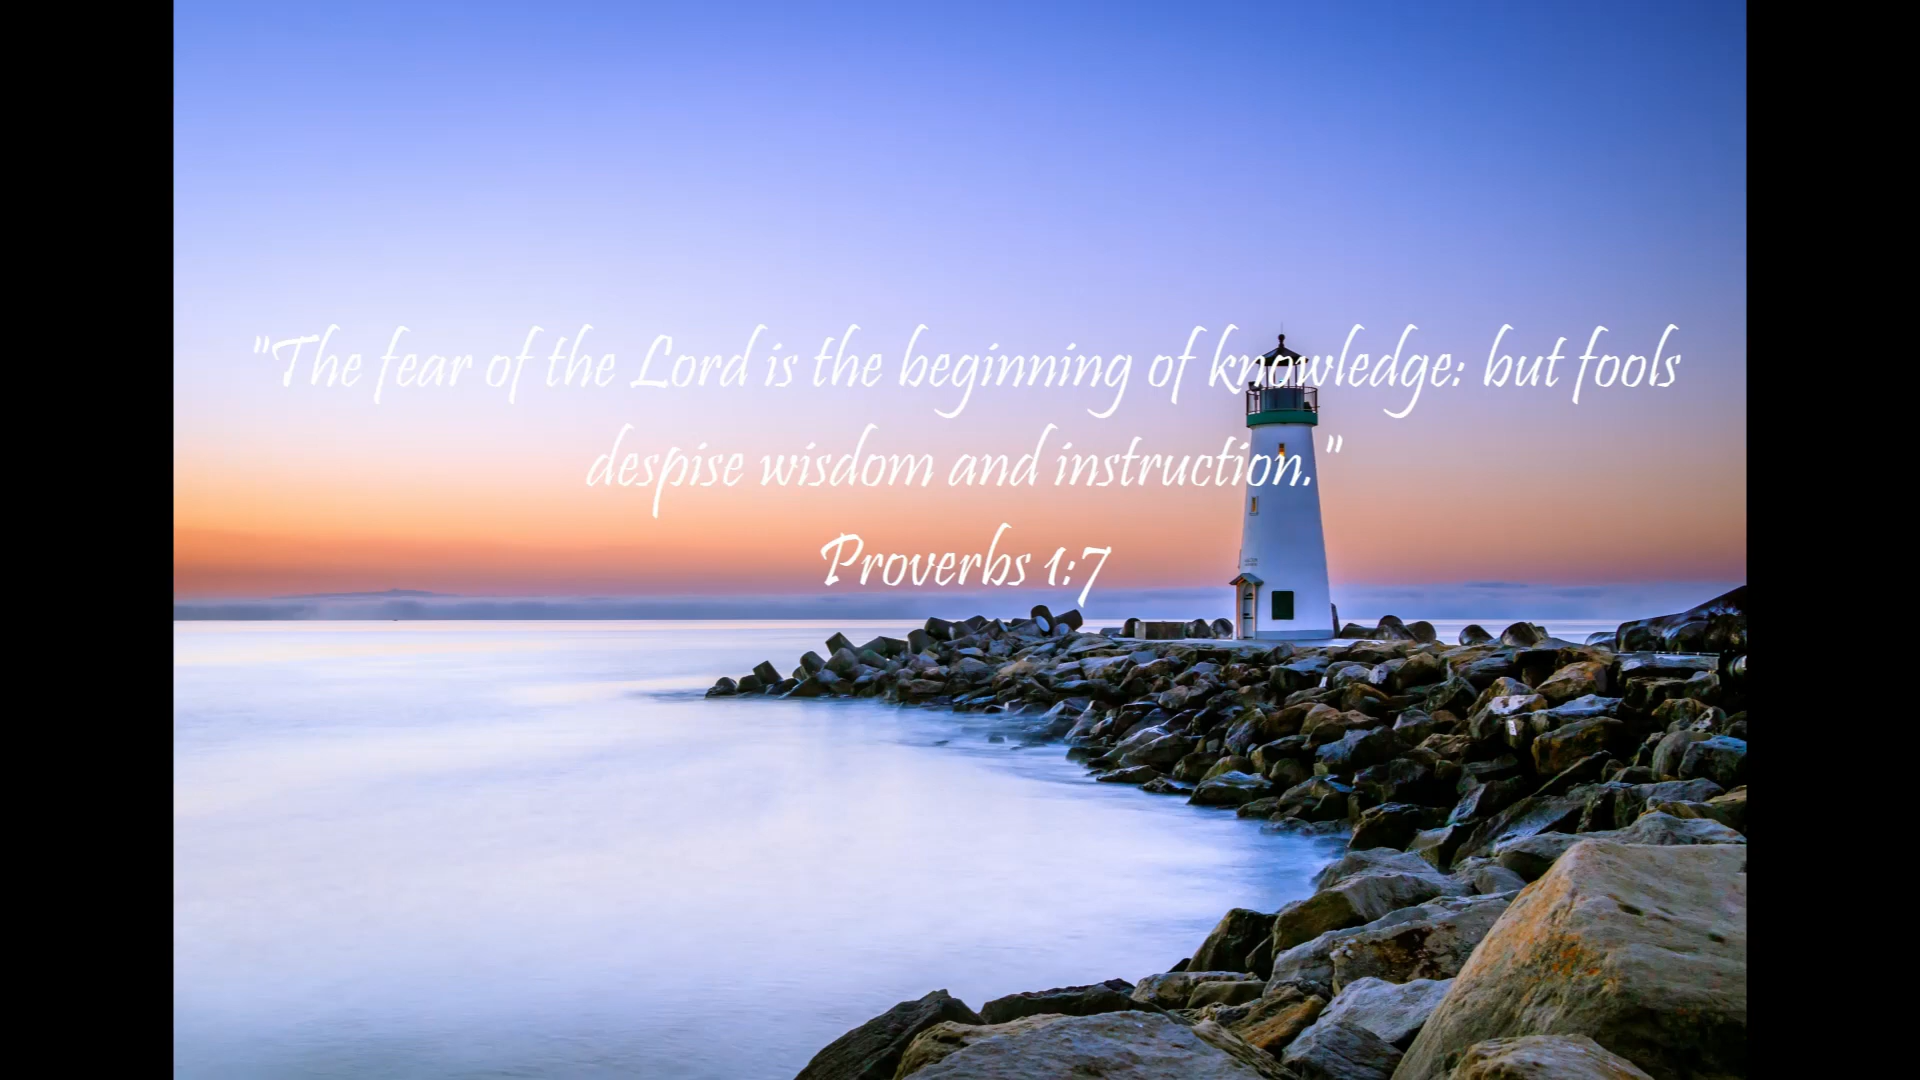 "The fear of the Lord is the beginning of knowledge: but fools
despise wisdom and instruction."
Proverbs 1:7